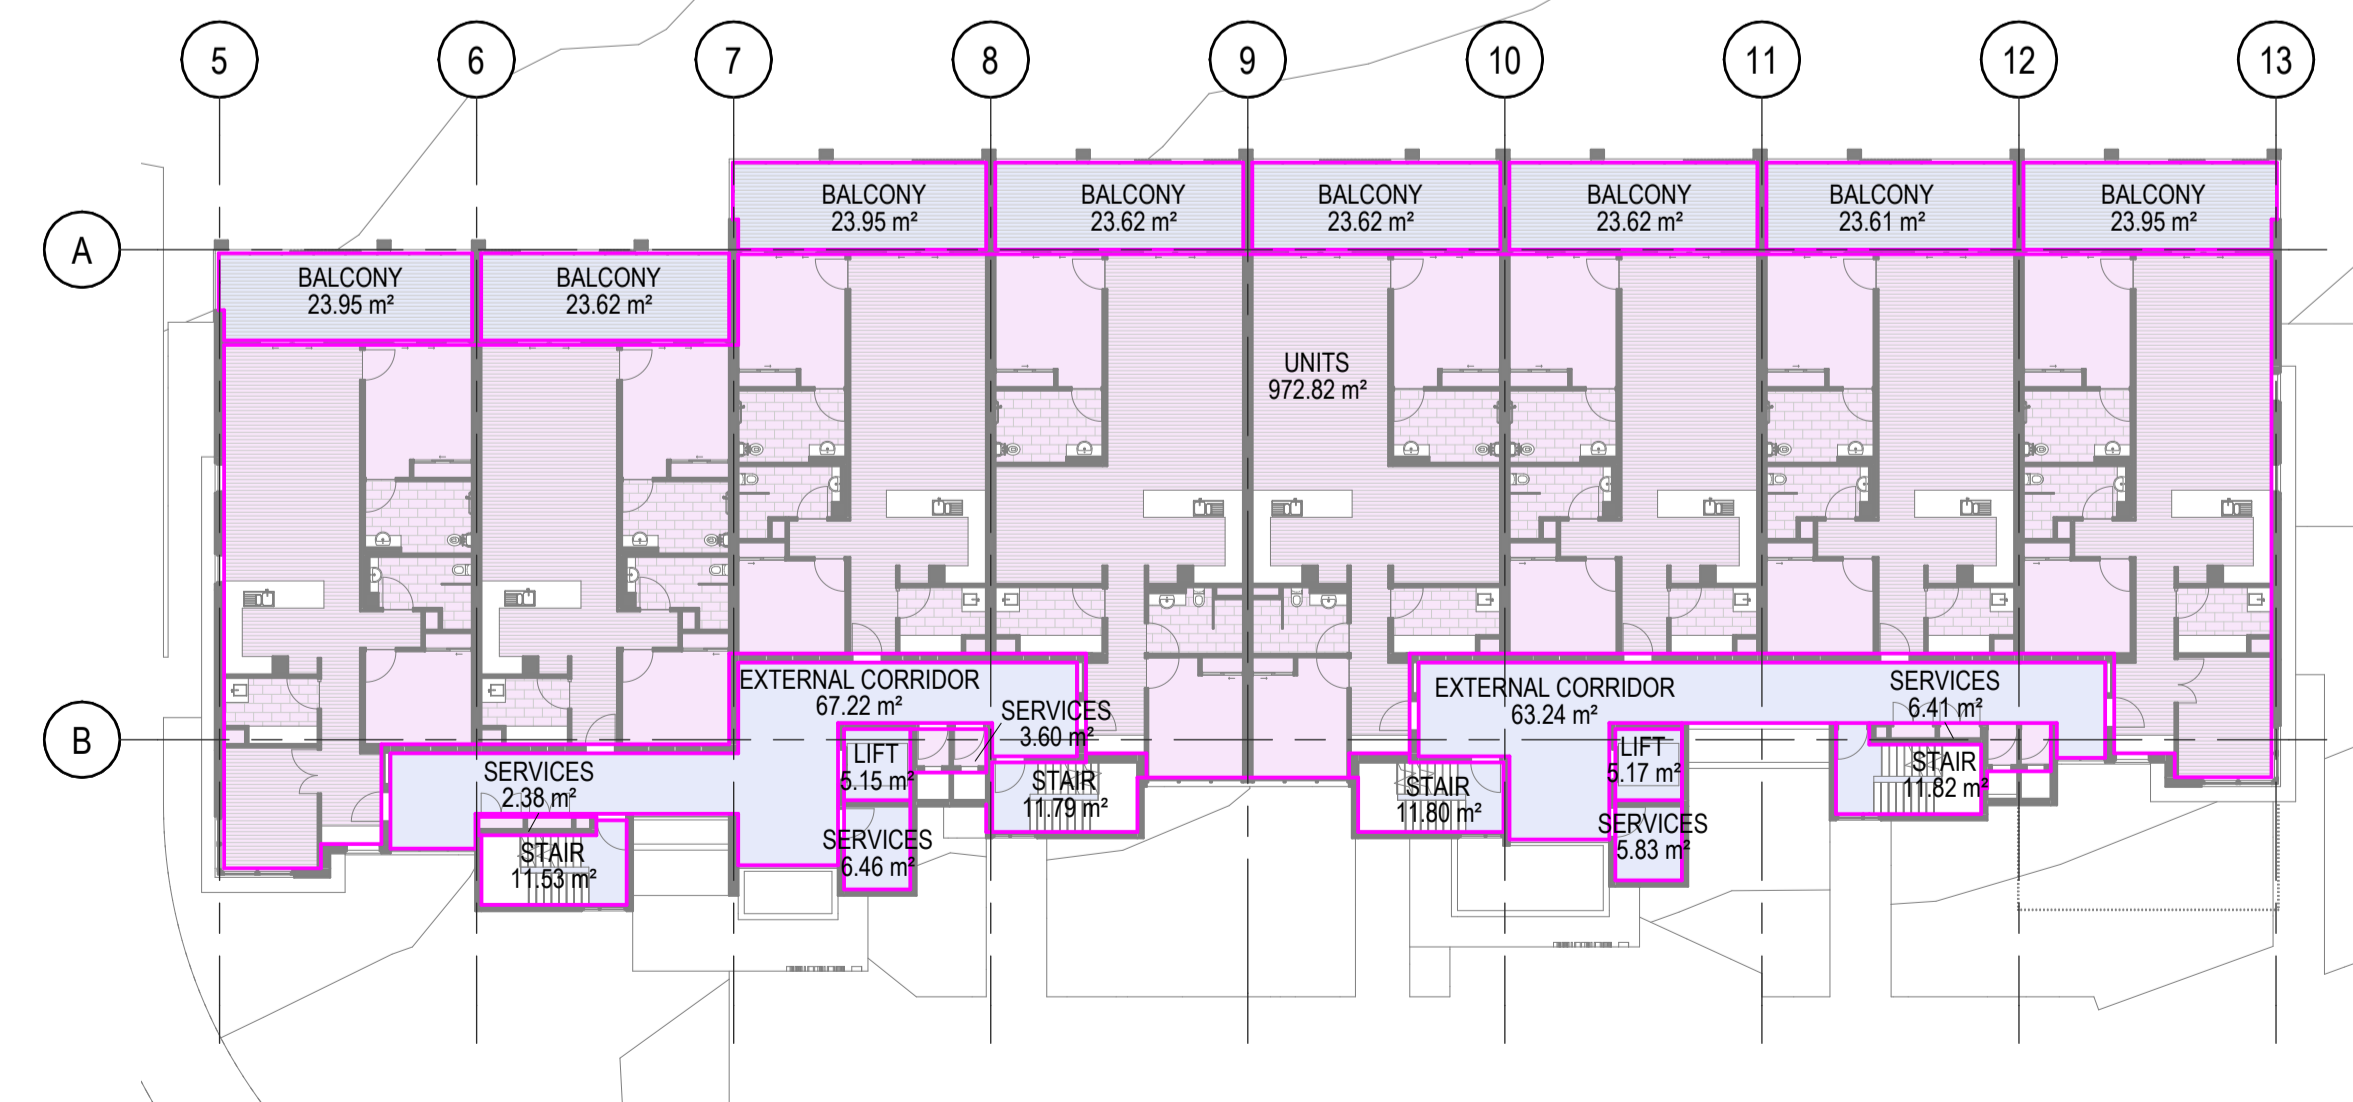 5
6
7
8
9
10
11
12
13
A
B
BALCONY
23.95 m²
BALCONY
23.62 m²
BALCONY
23.95 m²
BALCONY
23.62 m²
BALCONY
23.62 m²
BALCONY
23.62 m²
BALCONY
23.61 m²
BALCONY
23.95 m²
UNITS
972.82 m²
EXTERNAL CORRIDOR
67.22 m²
SERVICES
3.60 m²
EXTERNAL CORRIDOR
63.24 m²
SERVICES
6.41 m²
LIFT
5.15 m²
LIFT
5.17 m²
SERVICES
2.38 m²
STAIR
11.79 m²
STAIR
11.80 m²
STAIR
11.82 m²
SERVICES
6.46 m²
SERVICES
5.83 m²
STAIR
11.53 m²